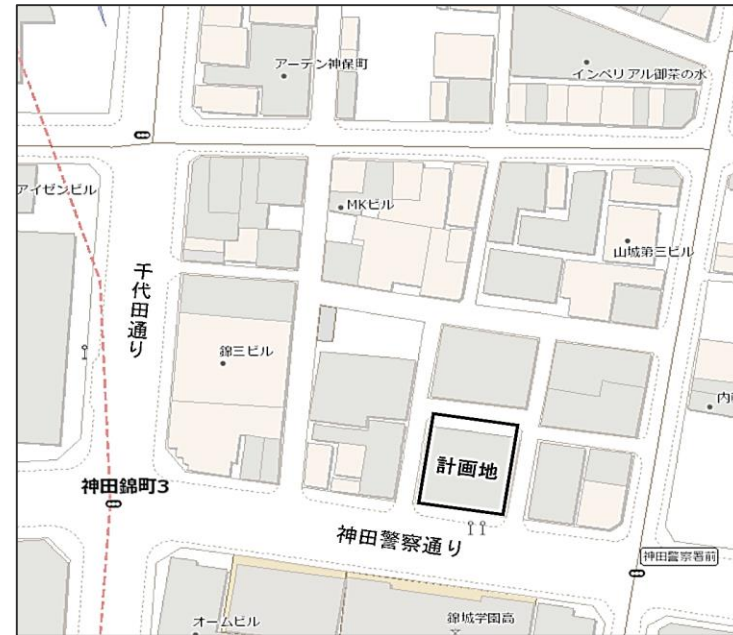 アーテン神保町
インペリアル御茶の水
アイゼンビル
MKビル
山城第三ビル
千代田通り
錦三ビル
計画地
神田錦町3
神田警察通り
神田警察署前
オームビル
錦城学園高